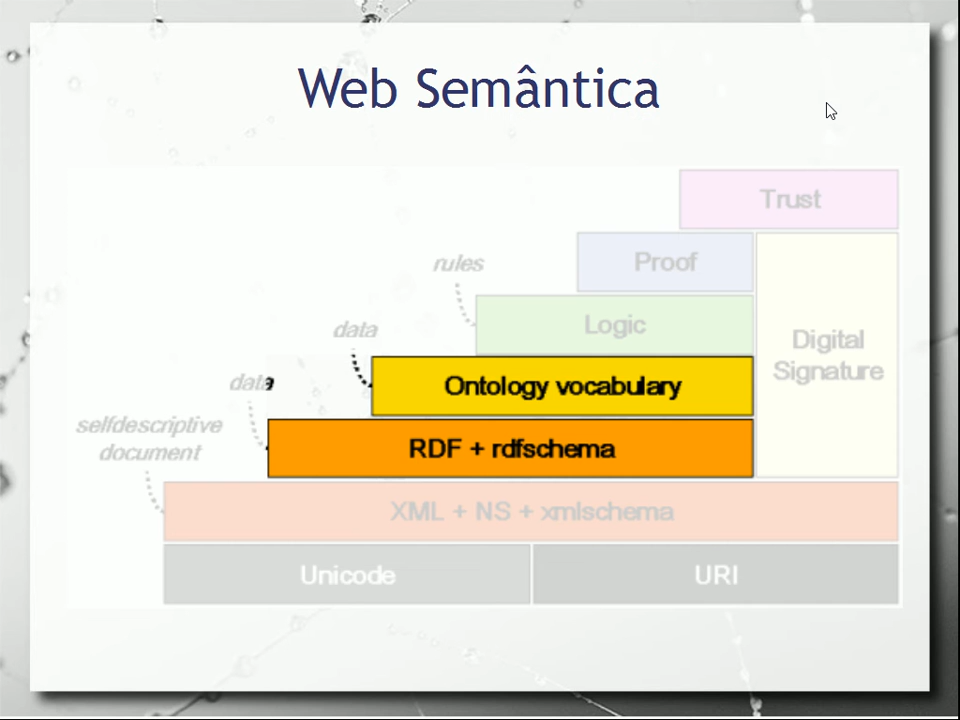 Web Semântica
Trust
Proof
rules
Logic
data
Digital
Signature
Ontology vocabulary
data
selfdescriptive
document
RDF + rdfschema
XML + NS + xmlschema
Unicode
URI